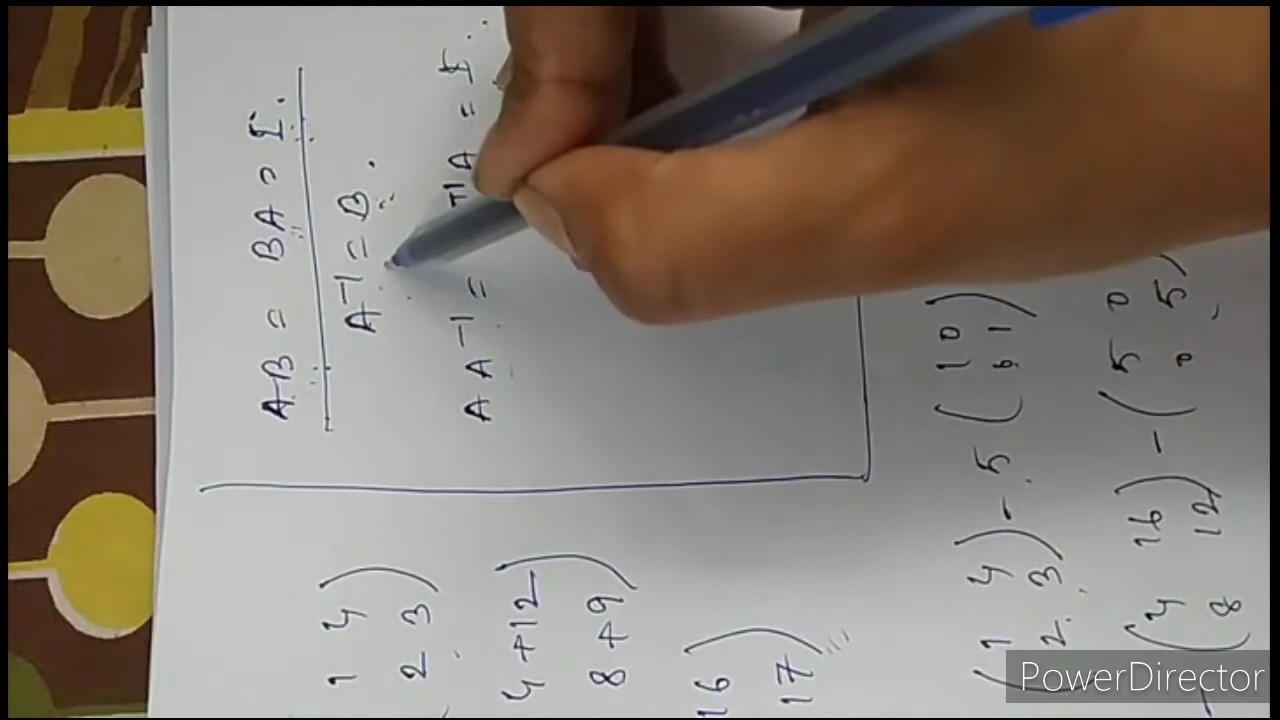 AB = BA = I.
A⁻¹ = B.
AA⁻¹ = ⁻¹A = I..
1 4)
2 3)
4+12)
8+9)
16)
17)
(1 4) - 5 (1 0)
(2 3) (0 1)
(4 16) - (5 0
(8 12) (0 5)
PowerDirector